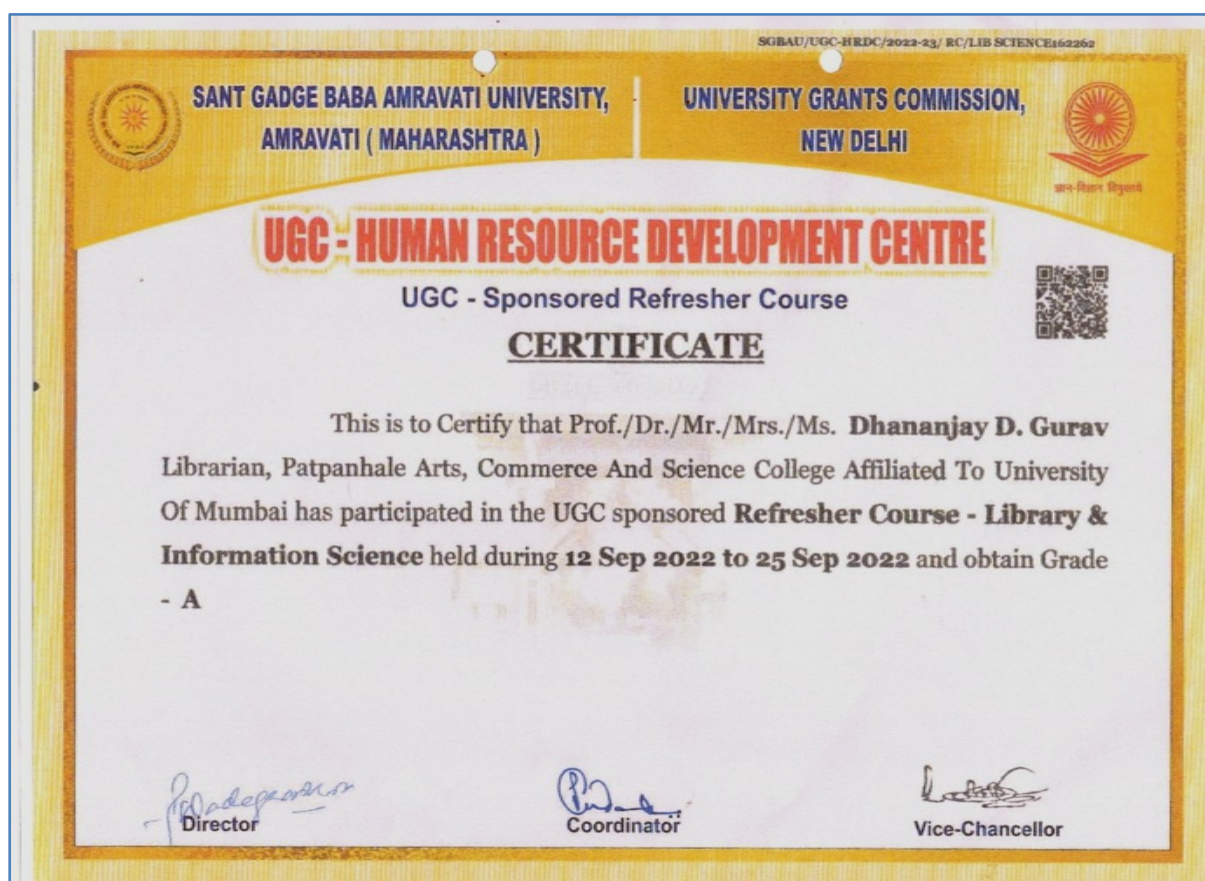 SGBAU/UGC-HRDC/2022-23/ RC/LIB SCIENCE162262
SANT GADGE BABA AMRAVATI UNIVERSITY,
AMRAVATI ( MAHARASHTRA )
UNIVERSITY GRANTS COMMISSION,
NEW DELHI
ज्ञान-विज्ञान विमुक्तये
UGC - HUMAN RESOURCE DEVELOPMENT CENTRE
UGC - Sponsored Refresher Course
CERTIFICATE
This is to Certify that Prof./Dr./Mr./Mrs./Ms. Dhananjay D. Gurav
Librarian, Patpanhale Arts, Commerce And Science College Affiliated To University
Of Mumbai has participated in the UGC sponsored Refresher Course - Library &
Information Science held during 12 Sep 2022 to 25 Sep 2022 and obtain Grade
- A
Director
Coordinator
Vice-Chancellor